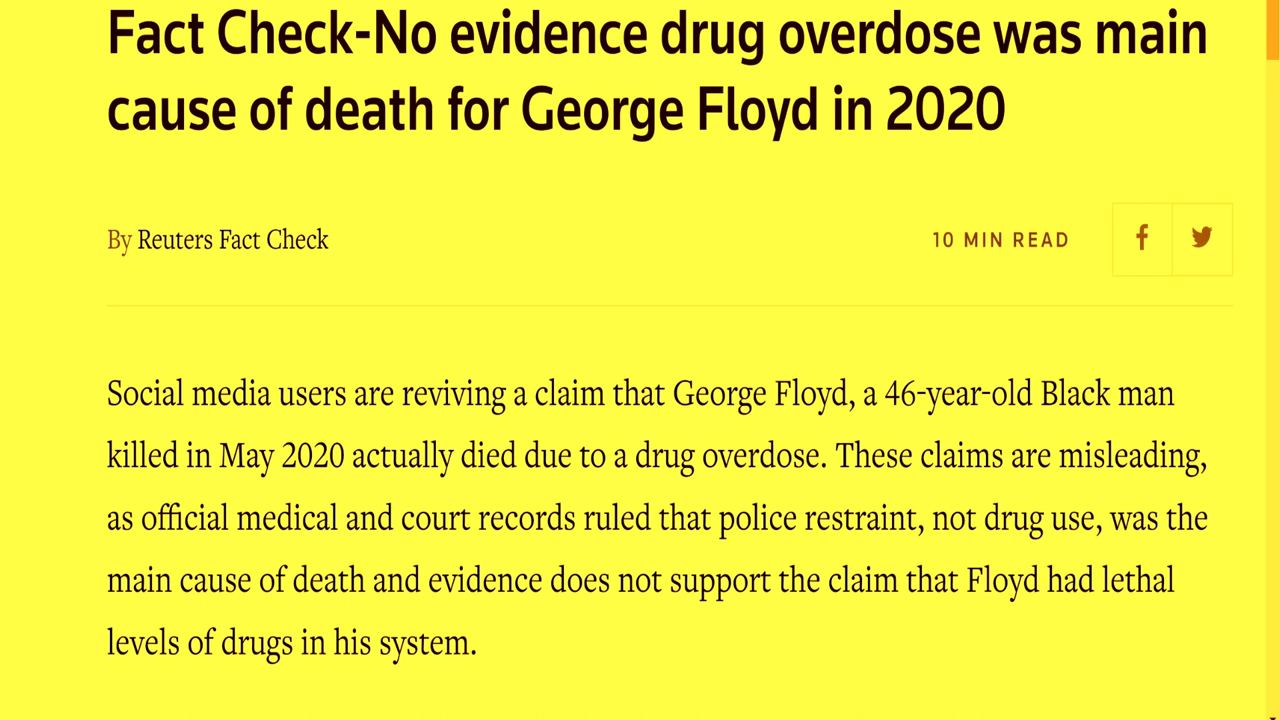 Fact Check-No evidence drug overdose was main
cause of death for George Floyd in 2020
By Reuters Fact Check
10 MIN READ
Social media users are reviving a claim that George Floyd, a 46-year-old Black man
killed in May 2020 actually died due to a drug overdose. These claims are misleading,
as official medical and court records ruled that police restraint, not drug use, was the
main cause of death and evidence does not support the claim that Floyd had lethal
levels of drugs in his system.